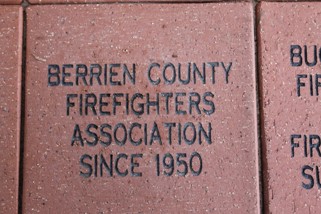 BERRIEN COUNTY
FIREFIGHTERS
ASSOCIATION
SINCE 1950